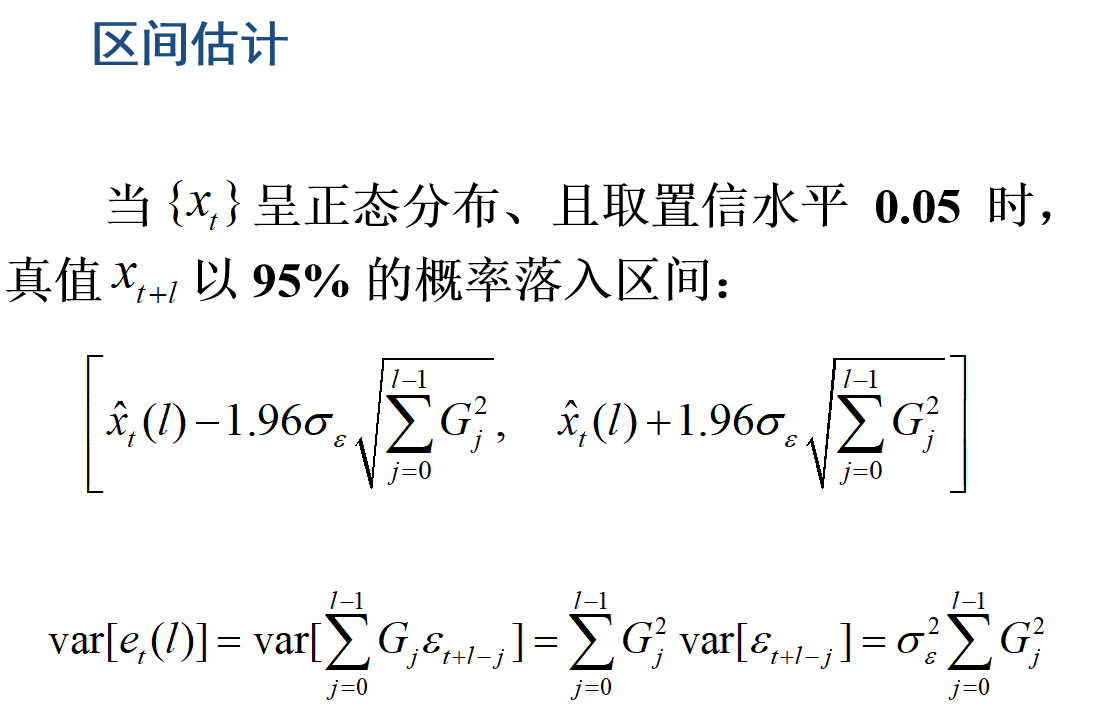 区间估计
当 $\{x_t\}$ 呈正态分布、且取置信水平 0.05 时，
真值 $x_{t+l}$ 以 95% 的概率落入区间：
$\left[ \hat{x}_t(l) - 1.96\sigma_\varepsilon \sqrt{\sum_{j=0}^{l-1} G_j^2}, \quad \hat{x}_t(l) + 1.96\sigma_\varepsilon \sqrt{\sum_{j=0}^{l-1} G_j^2} \right]$
$\text{var}[e_t(l)] = \text{var}[\sum_{j=0}^{l-1} G_j \varepsilon_{t+l-j}] = \sum_{j=0}^{l-1} G_j^2 \text{var}[\varepsilon_{t+l-j}] = \sigma_\varepsilon^2 \sum_{j=0}^{l-1} G_j^2$